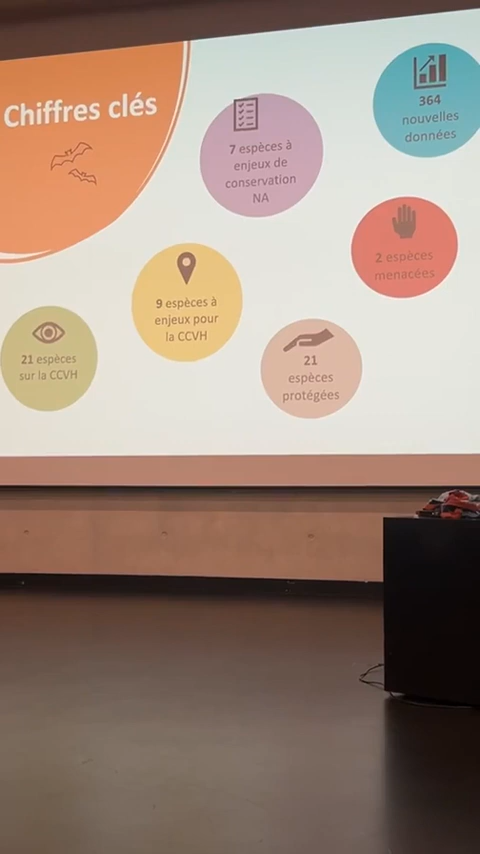 Chiffres clés
364
nouvelles
données
7 espèces à
enjeux de
conservation
NA
2 espèces
menacées
9 espèces à
enjeux pour
la CCVH
21 espèces
sur la CCVH
21
espèces
protégées